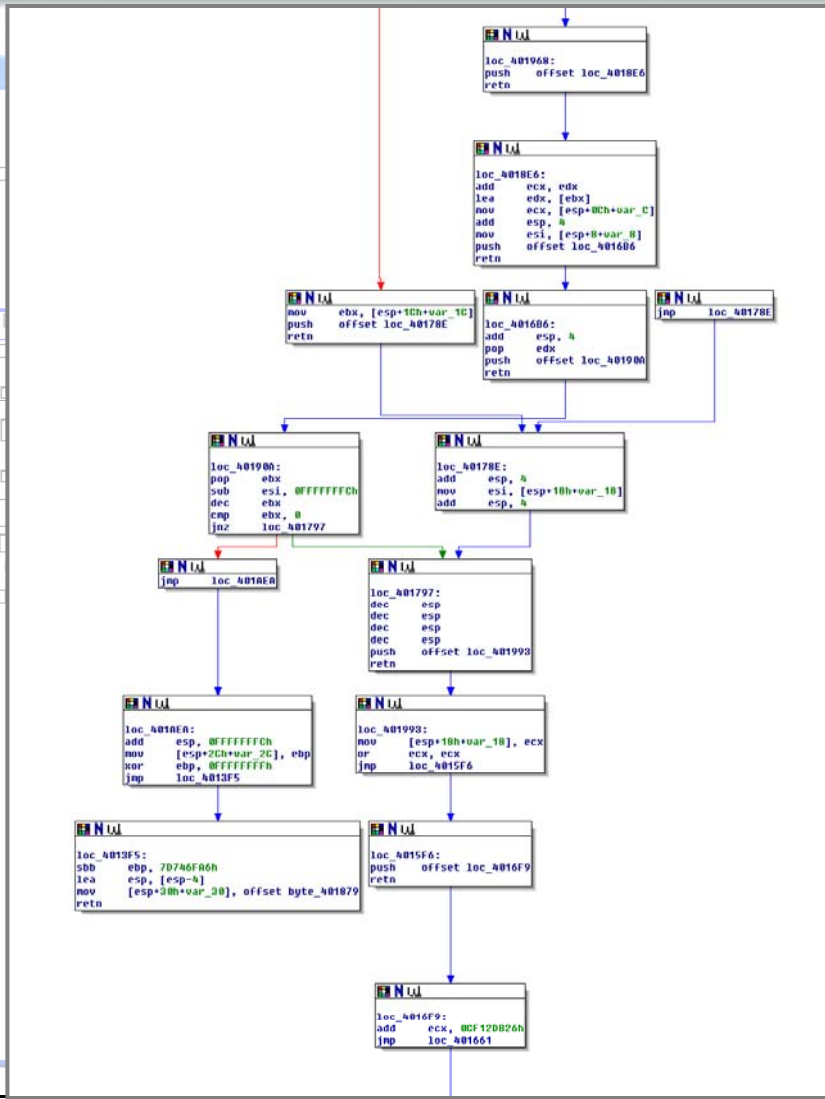 loc_401968:
push offset loc_4018E6
retn
loc_4018E6:
add ecx, edx
lea edx, [ebx]
mov ecx, [esp+0Ch+var_C]
add esp, 4
mov esi, [esp+8+var_8]
push offset loc_4016B6
retn
mov ebx, [esp+1Ch+var_1C]
push offset loc_40178E
retn
loc_4016B6:
add esp, 4
pop edx
push offset loc_40190A
retn
jmp loc_40178E
loc_40190A:
pop ebx
sub esi, 0FFFFFFFCh
dec ebx
cmp ebx, 0
jnz loc_401797
loc_40178E:
add esp, 4
mov esi, [esp+18h+var_18]
add esp, 4
jmp loc_401AEA
loc_401797:
dec esp
dec esp
dec esp
dec esp
push offset loc_401993
retn
loc_401AEA:
add esp, 0FFFFFFFCh
mov [esp+2Ch+var_2C], ebp
xor ebp, 0FFFFFFFFh
jmp loc_4013F5
loc_401993:
mov [esp+18h+var_18], ecx
or ecx, ecx
jmp loc_4015F6
loc_4013F5:
sbb ebp, 7D746FA6h
lea esp, [esp-4]
mov [esp+30h+var_30], offset byte_401879
retn
loc_4015F6:
push offset loc_4016F9
retn
loc_4016F9:
add ecx, 0CF12DB26h
jmp loc_401661